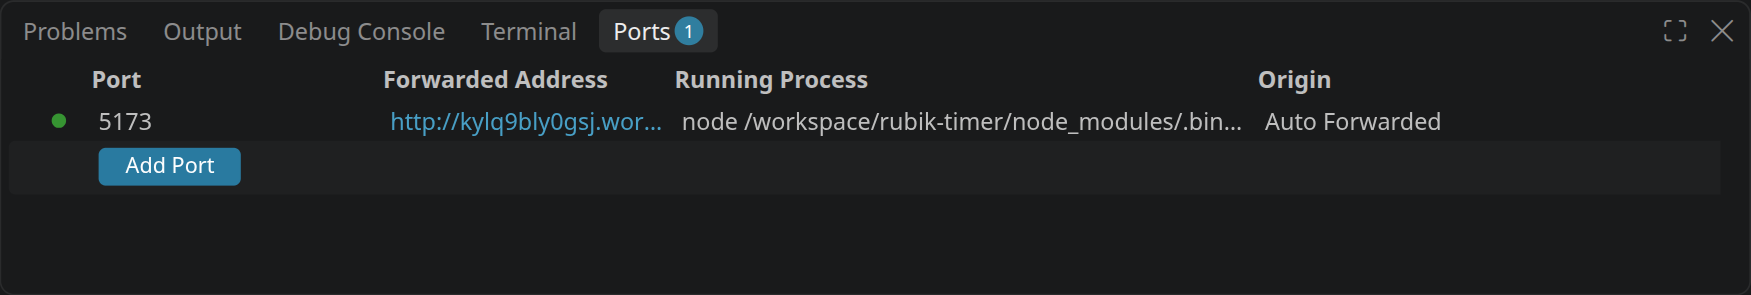 Problems Output Debug Console Terminal Ports 1
Port Forwarded Address Running Process Origin
5173 http://kylq9bly0gsj.wor... node /workspace/rubik-timer/node_modules/.bin... Auto Forwarded
Add Port